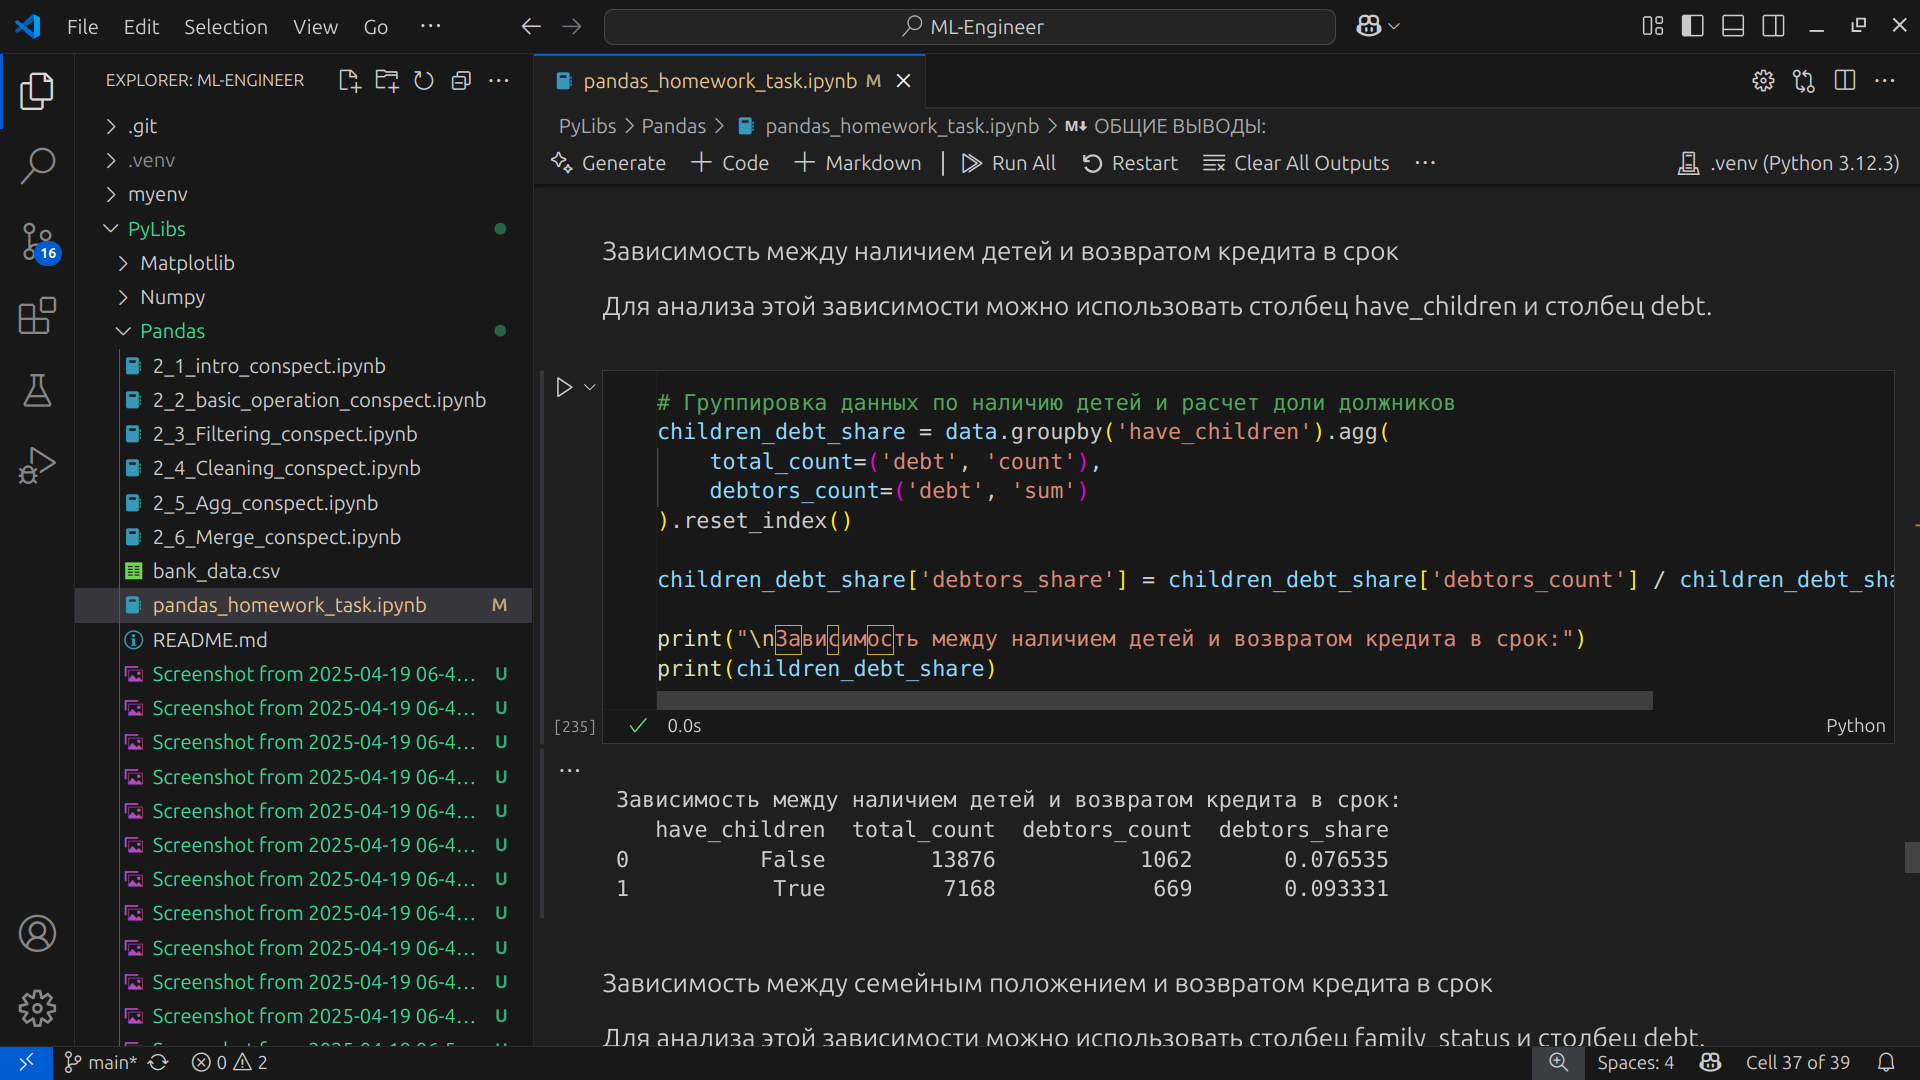 File Edit Selection View Go ···
ML-Engineer
EXPLORER: ML-ENGINEER
.git
.venv
myenv
PyLibs
Matplotlib
Numpy
Pandas
2_1_intro_conspect.ipynb
2_2_basic_operation_conspect.ipynb
2_3_Filtering_conspect.ipynb
2_4_Cleaning_conspect.ipynb
2_5_Agg_conspect.ipynb
2_6_Merge_conspect.ipynb
bank_data.csv
pandas_homework_task.ipynb M
README.md
Screenshot from 2025-04-19 06-4... U
Screenshot from 2025-04-19 06-4... U
Screenshot from 2025-04-19 06-4... U
Screenshot from 2025-04-19 06-4... U
Screenshot from 2025-04-19 06-4... U
Screenshot from 2025-04-19 06-4... U
Screenshot from 2025-04-19 06-4... U
Screenshot from 2025-04-19 06-4... U
Screenshot from 2025-04-19 06-4... U
Screenshot from 2025-04-19 06-4... U
Screenshot from 2025-04-19 06-4... U
16
pandas_homework_task.ipynb M
PyLibs > Pandas > pandas_homework_task.ipynb > M↓ ОБЩИЕ ВЫВОДЫ:
Generate + Code + Markdown | Run All Restart Clear All Outputs ··· .venv (Python 3.12.3)
Зависимость между наличием детей и возвратом кредита в срок
Для анализа этой зависимости можно использовать столбец have_children и столбец debt.
# Группировка данных по наличию детей и расчет доли должников
children_debt_share = data.groupby('have_children').agg(
    total_count=('debt', 'count'),
    debtors_count=('debt', 'sum')
).reset_index()
children_debt_share['debtors_share'] = children_debt_share['debtors_count'] / children_debt_sha
print("\nЗависимость между наличием детей и возвратом кредита в срок:")
print(children_debt_share)
[235] 0.0s Python
Зависимость между наличием детей и возвратом кредита в срок:
   have_children  total_count  debtors_count  debtors_share
0          False        13876           1062       0.076535
1           True         7168            669       0.093331
Зависимость между семейным положением и возвратом кредита в срок
Для анализа этой зависимости можно использовать столбец family_status и столбец debt.
main* 0 2 Spaces: 4 Cell 37 of 39